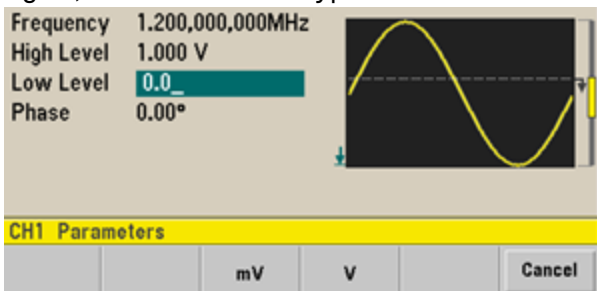 Frequency 1.200,000,000MHz
High Level 1.000 V
Low Level 0.0_
Phase 0.00°
CH1 Parameters
mV V Cancel